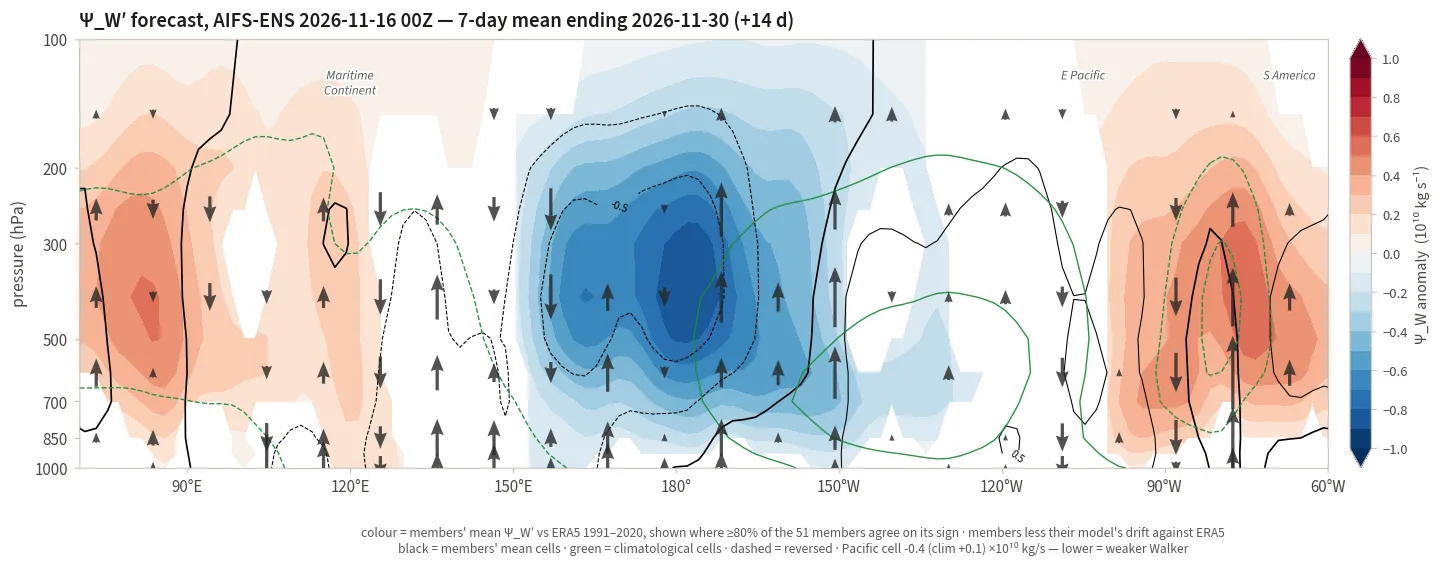 Ψ_W′ forecast, AIFS-ENS 2026-11-16 00Z — 7-day mean ending 2026-11-30 (+14 d)
100
200
300
400
500
700
850
1000
pressure (hPa)
Maritime
Continent
E Pacific
S America
-0.5
0.5
90°E
120°E
150°E
180°
150°W
120°W
90°W
60°W
1.0
0.8
0.6
0.4
0.2
0.0
−0.2
−0.4
−0.6
−0.8
−1.0
Ψ_W anomaly (10¹⁰ kg s⁻¹)
colour = members' mean Ψ_W′ vs ERA5 1991–2020, shown where ≥80% of the 51 members agree on its sign · members less their model's drift against ERA5
black = members' mean cells · green = climatological cells · dashed = reversed · Pacific cell -0.4 (clim +0.1) ×10¹⁰ kg/s — lower = weaker Walker